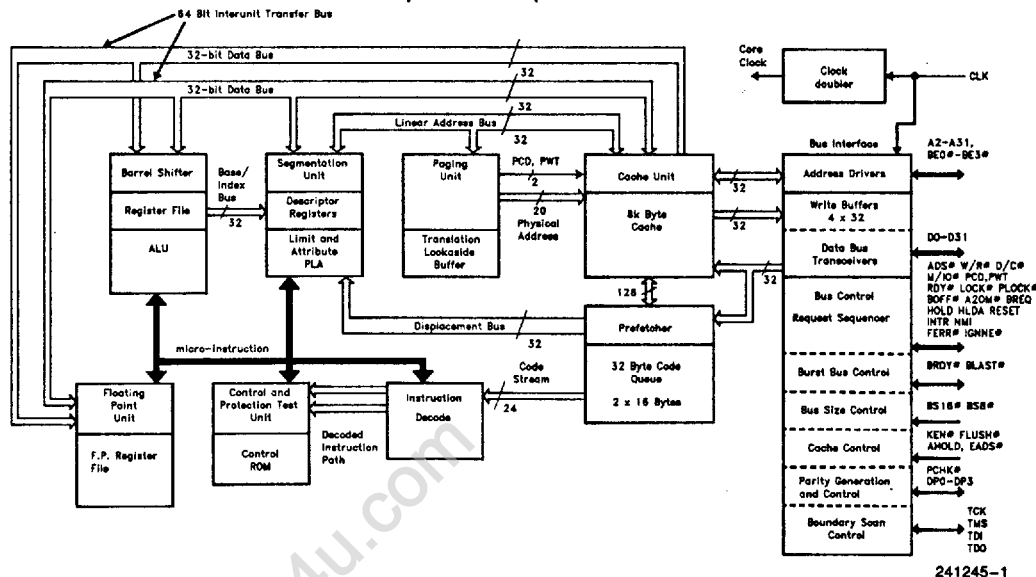 64 Bit Interunit Transfer Bus
32-bit Data Bus
32
32-bit Data Bus
32
32
Linear Address Bus
32
Core
Clock
Clock
doubler
CLK
Barrel Shifter
Register File
ALU
Base/
Index
Bus
32
Segmentation
Unit
Descriptor
Registers
Limit and
Attribute
PLA
Paging
Unit
Translation
Lookaside
Buffer
PCD, PWT
2
20
Physical
Address
Cache Unit
8k Byte
Cache
32
32
32
128
Displacement Bus
32
Prefetcher
32 Byte Code
Queue
2 x 16 Bytes
micro-instruction
Code
Stream
24
Floating
Point
Unit
F.P. Register
File
Control and
Protection Test
Unit
Control
ROM
Decoded
Instruction
Path
Instruction
Decode
Bus Interface
Address Drivers
Write Buffers
4 x 32
Data Bus
Transceivers
Bus Control
Request Sequencer
Burst Bus Control
Bus Size Control
Cache Control
Parity Generation
and Control
Boundary Scan
Control
A2-A31,
BE0#-BE3#
D0-D31
ADS# W/R# D/C#
M/IO# PCD,PWT
RDY# LOCK# PLOCK#
BOFF# A20M# BREQ
HOLD HLDA RESET
INTR NMI
FERR# IGNNE#
BRDY# BLAST#
BS16# BS8#
KEN# FLUSH#
AHOLD, EADS#
PCHK#
DP0-DP3
TCK
TMS
TDI
TDO
241245-1
4u.com